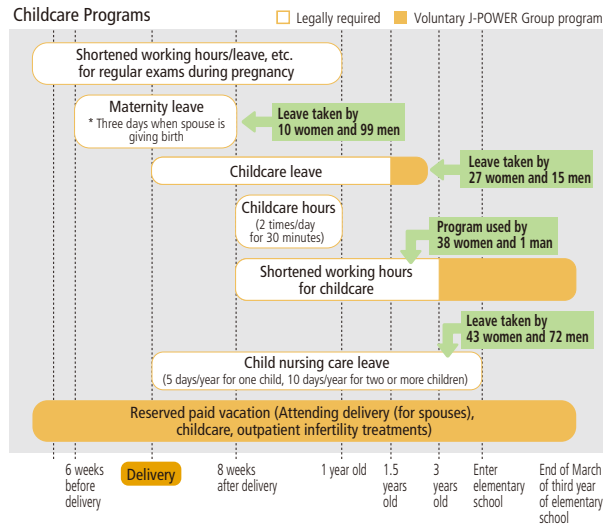 Childcare Programs
Legally required
Voluntary J-POWER Group program
Shortened working hours/leave, etc.
for regular exams during pregnancy
Maternity leave
* Three days when spouse is
giving birth
Leave taken by
10 women and 99 men
Childcare leave
Leave taken by
27 women and 15 men
Childcare hours
(2 times/day
for 30 minutes)
Program used by
38 women and 1 man
Shortened working hours
for childcare
Leave taken by
43 women and 72 men
Child nursing care leave
(5 days/year for one child, 10 days/year for two or more children)
Reserved paid vacation (Attending delivery (for spouses),
childcare, outpatient infertility treatments)
6 weeks
before
delivery
Delivery
8 weeks
after delivery
1 year old
1.5
years
old
3
years
old
Enter
elementary
school
End of March
of third year
of elementary
school